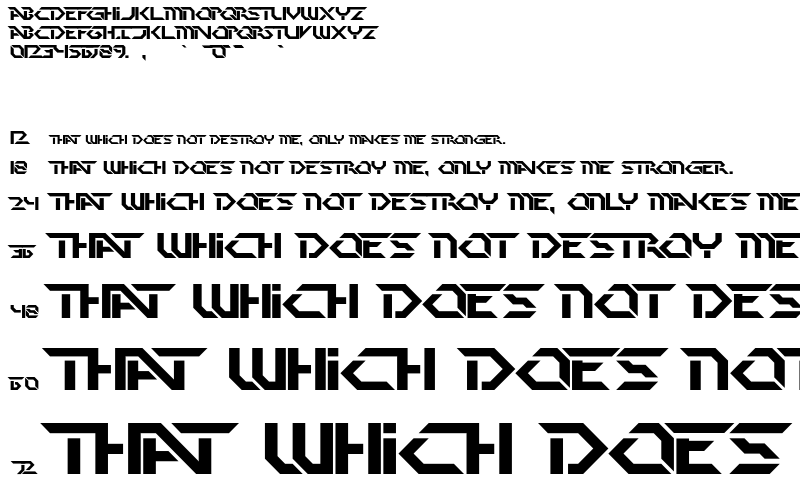 ABCDEFGHiJKLMNOPQRSTUVWXYZ
ABCDEFGH.IJKLMNOPQRSTUVWXYZ
0123456789. ,
12 THAT WHiCH DOES NOT DESTROY ME, ONLY MAKES ME STRONGER.
18 THAT WHiCH DOES NOT DESTROY ME, ONLY MAKES ME STRONGER.
24 THAT WHiCH DOES NOT DESTROY ME, ONLY MAKES ME
36 THAT WHiCH DOES NOT DESTROY ME
48 THAT WHiCH DOES NOT DES
60 THAT WHiCH DOES NOT
72 THAT WHiCH DOES